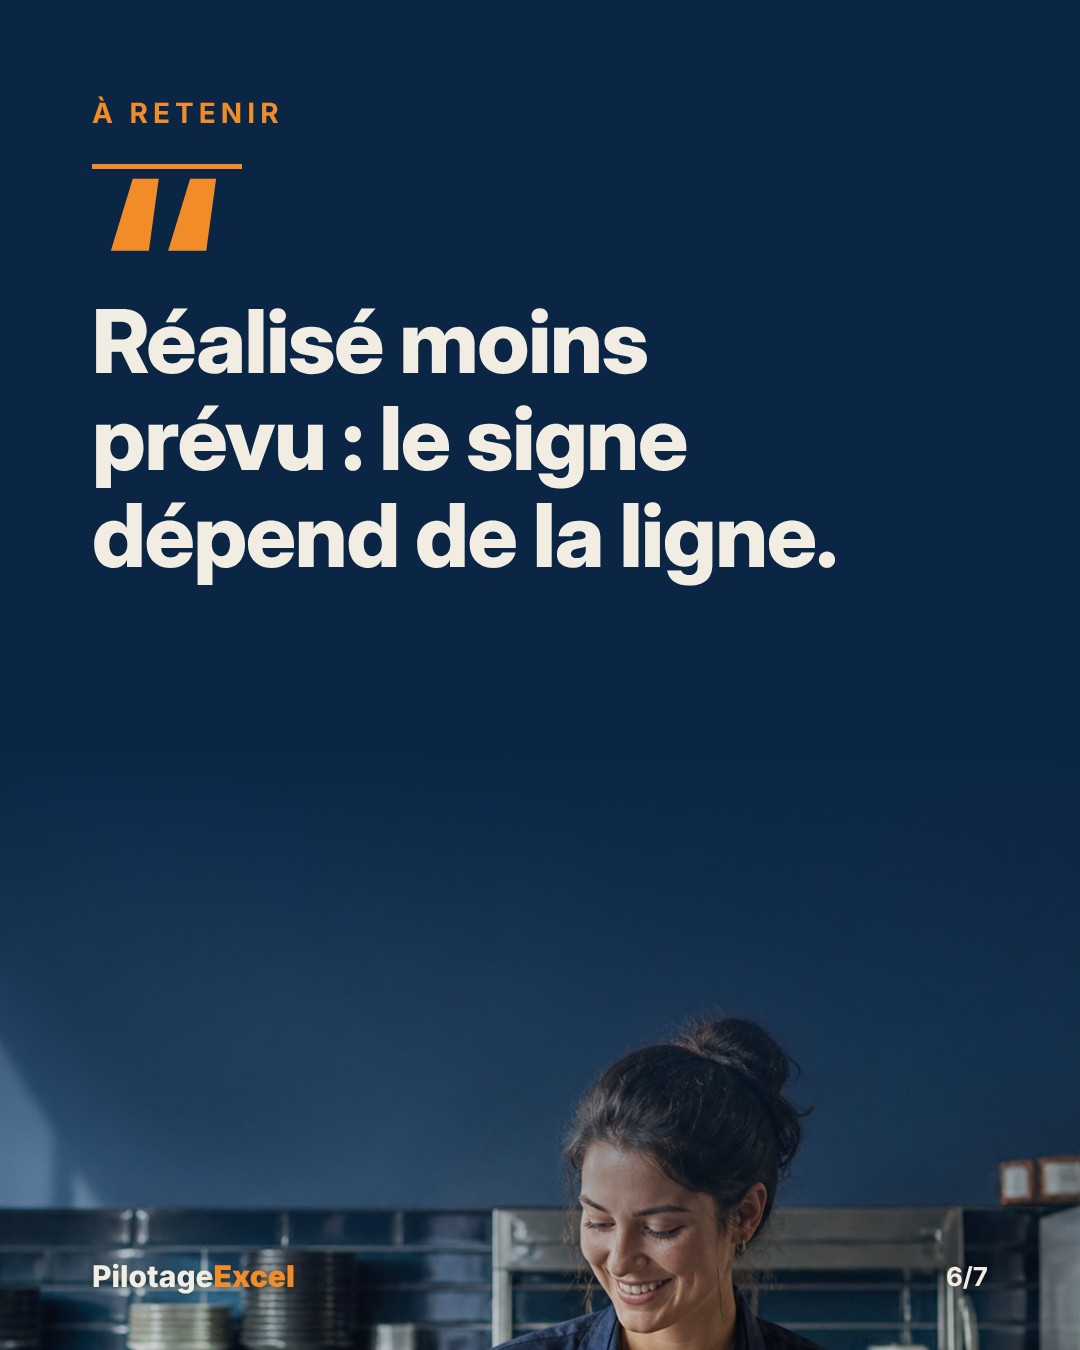 À RETENIR
"
Réalisé moins
prévu : le signe
dépend de la ligne.
PilotageExcel
6/7